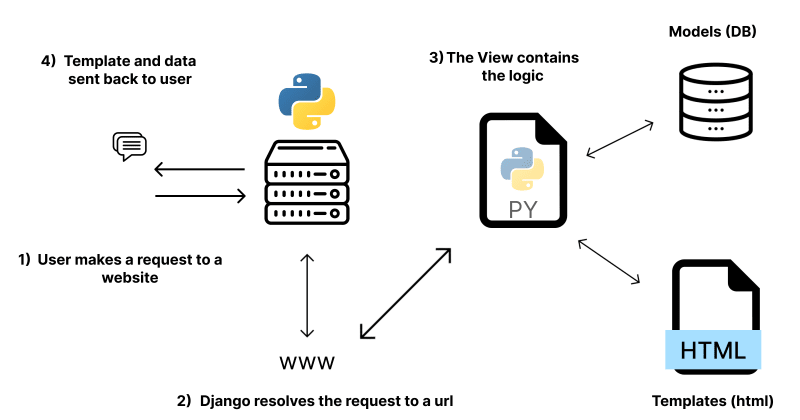 Models (DB)
4) Template and data
sent back to user
3) The View contains
the logic
PY
1) User makes a request to a
website
www
HTML
2) Django resolves the request to a url
Templates (html)